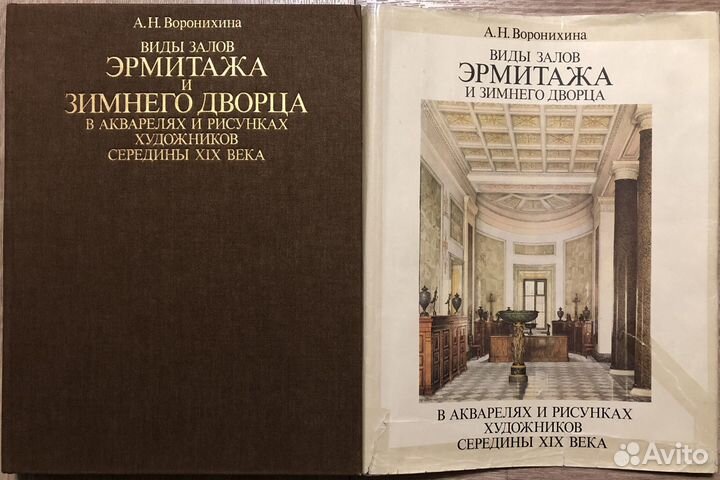 А.Н. Воронихина
ВИДЫ ЗАЛОВ
ЭРМИТАЖА
И
ЗИМНЕГО ДВОРЦА
В АКВАРЕЛЯХ И РИСУНКАХ
ХУДОЖНИКОВ
СЕРЕДИНЫ XIX ВЕКА
А.Н. Воронихина
ВИДЫ ЗАЛОВ
ЭРМИТАЖА
И ЗИМНЕГО ДВОРЦА
В АКВАРЕЛЯХ И РИСУНКАХ
ХУДОЖНИКОВ
СЕРЕДИНЫ XIX ВЕКА
Avito